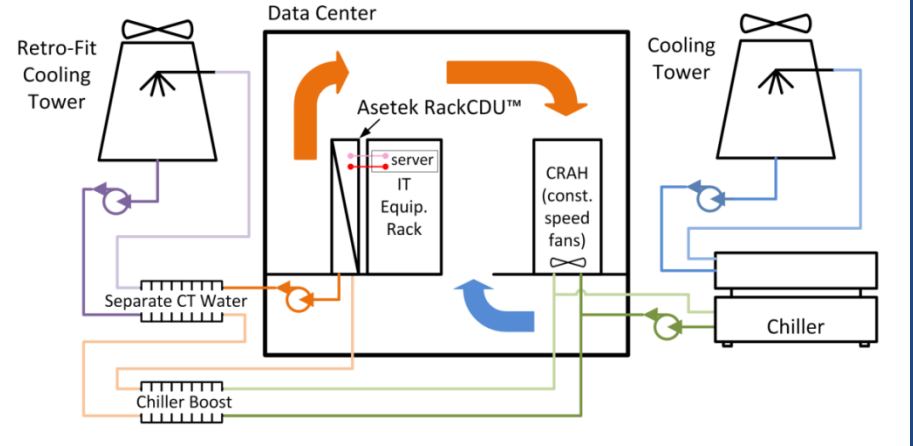 Data Center
Retro-Fit
Cooling
Tower
Cooling
Tower
Asetek RackCDU™
server
IT
Equip.
Rack
CRAH
(const.
speed
fans)
Separate CT Water
Chiller
Chiller Boost